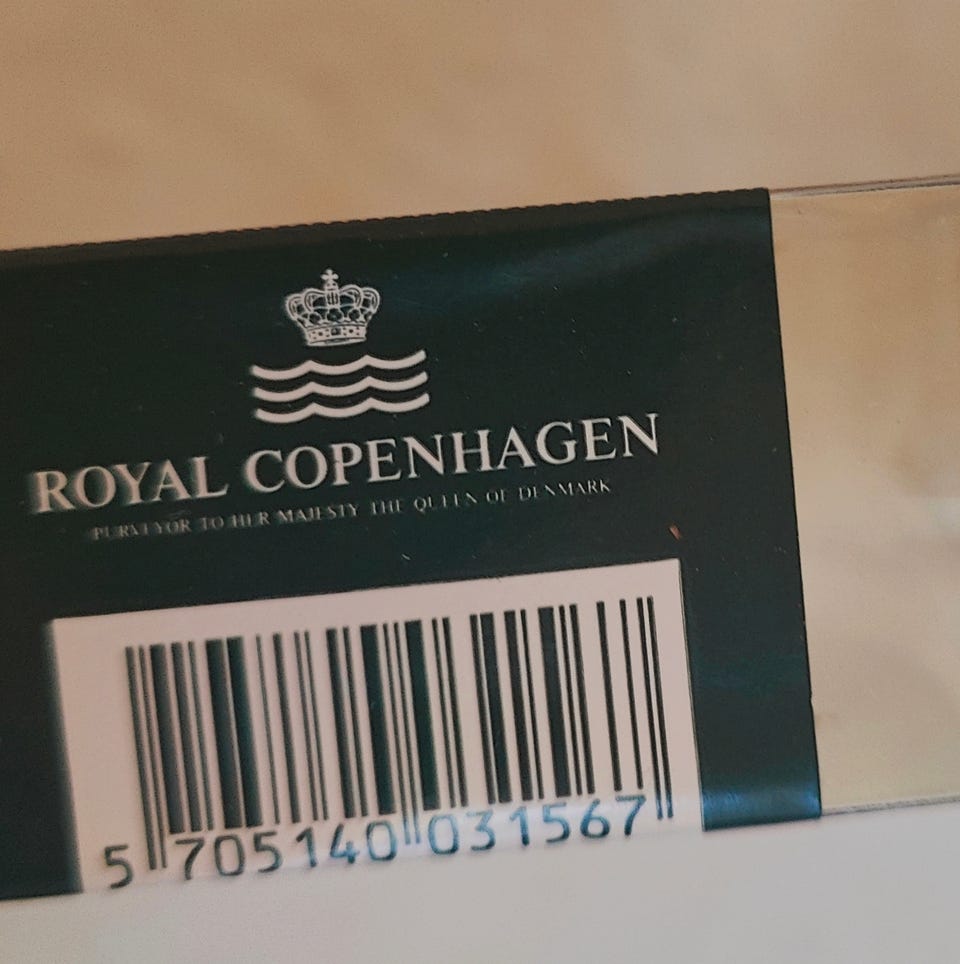 ROYAL COPENHAGEN
PURVEYOR TO HER MAJESTY THE QUEEN OF DENMARK
5 705140 031567